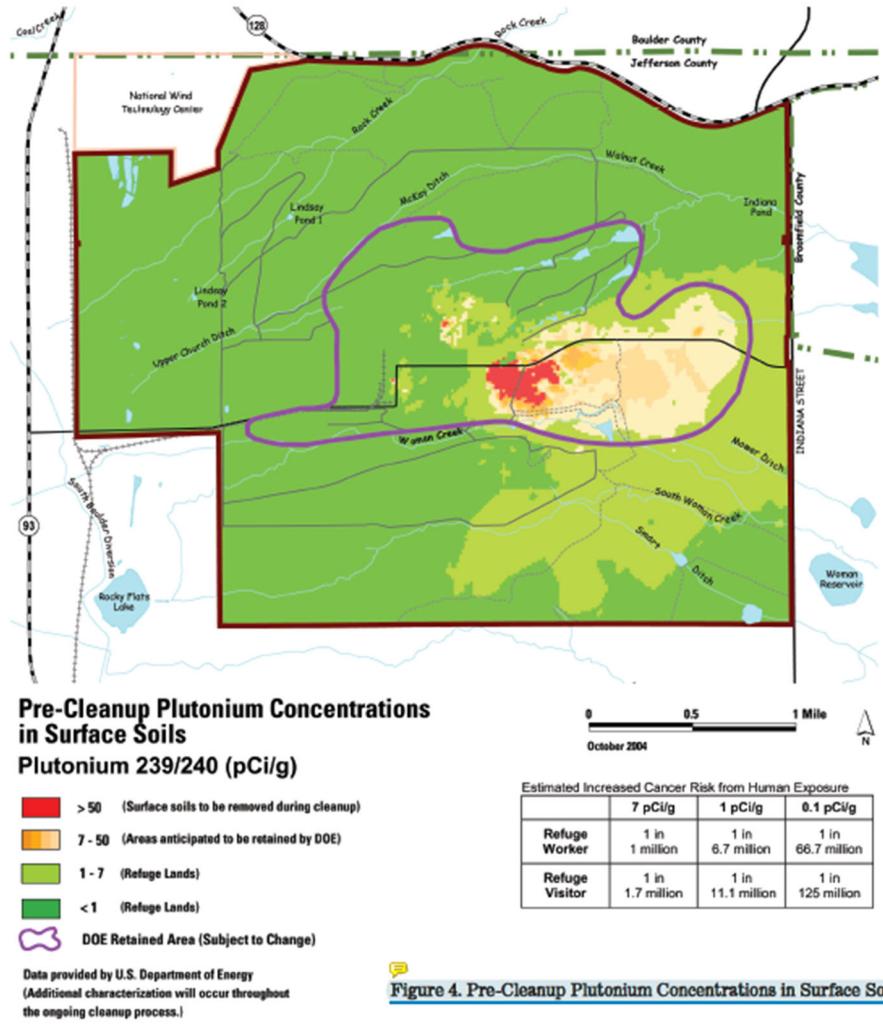 Coal Creek
128
Rock Creek
Boulder County
Jefferson County
National Wind
Technology Center
Rock Creek
Walnut Creek
McKay Ditch
Lindsay
Pond 1
Indiana
Pond
Broomfield County
Lindsay
Pond 2
Upper Church Ditch
INDIANA STREET
Woman Creek
Mower Ditch
South Boulder Diversion
South Woman Creek
93
Smart
Ditch
Woman
Reservoir
Rocky Flats
Lake
Pre-Cleanup Plutonium Concentrations
in Surface Soils
Plutonium 239/240 (pCi/g)
0 0.5 1 Mile
October 2004
N
> 50 (Surface soils to be removed during cleanup)
7 - 50 (Areas anticipated to be retained by DOE)
1 - 7 (Refuge Lands)
< 1 (Refuge Lands)
DOE Retained Area (Subject to Change)
Estimated Increased Cancer Risk from Human Exposure
7 pCi/g 1 pCi/g 0.1 pCi/g
Refuge
Worker
1 in
1 million
1 in
6.7 million
1 in
66.7 million
Refuge
Visitor
1 in
1.7 million
1 in
11.1 million
1 in
125 million
Data provided by U.S. Department of Energy
(Additional characterization will occur throughout
the ongoing cleanup process.)
Figure 4. Pre-Cleanup Plutonium Concentrations in Surface So